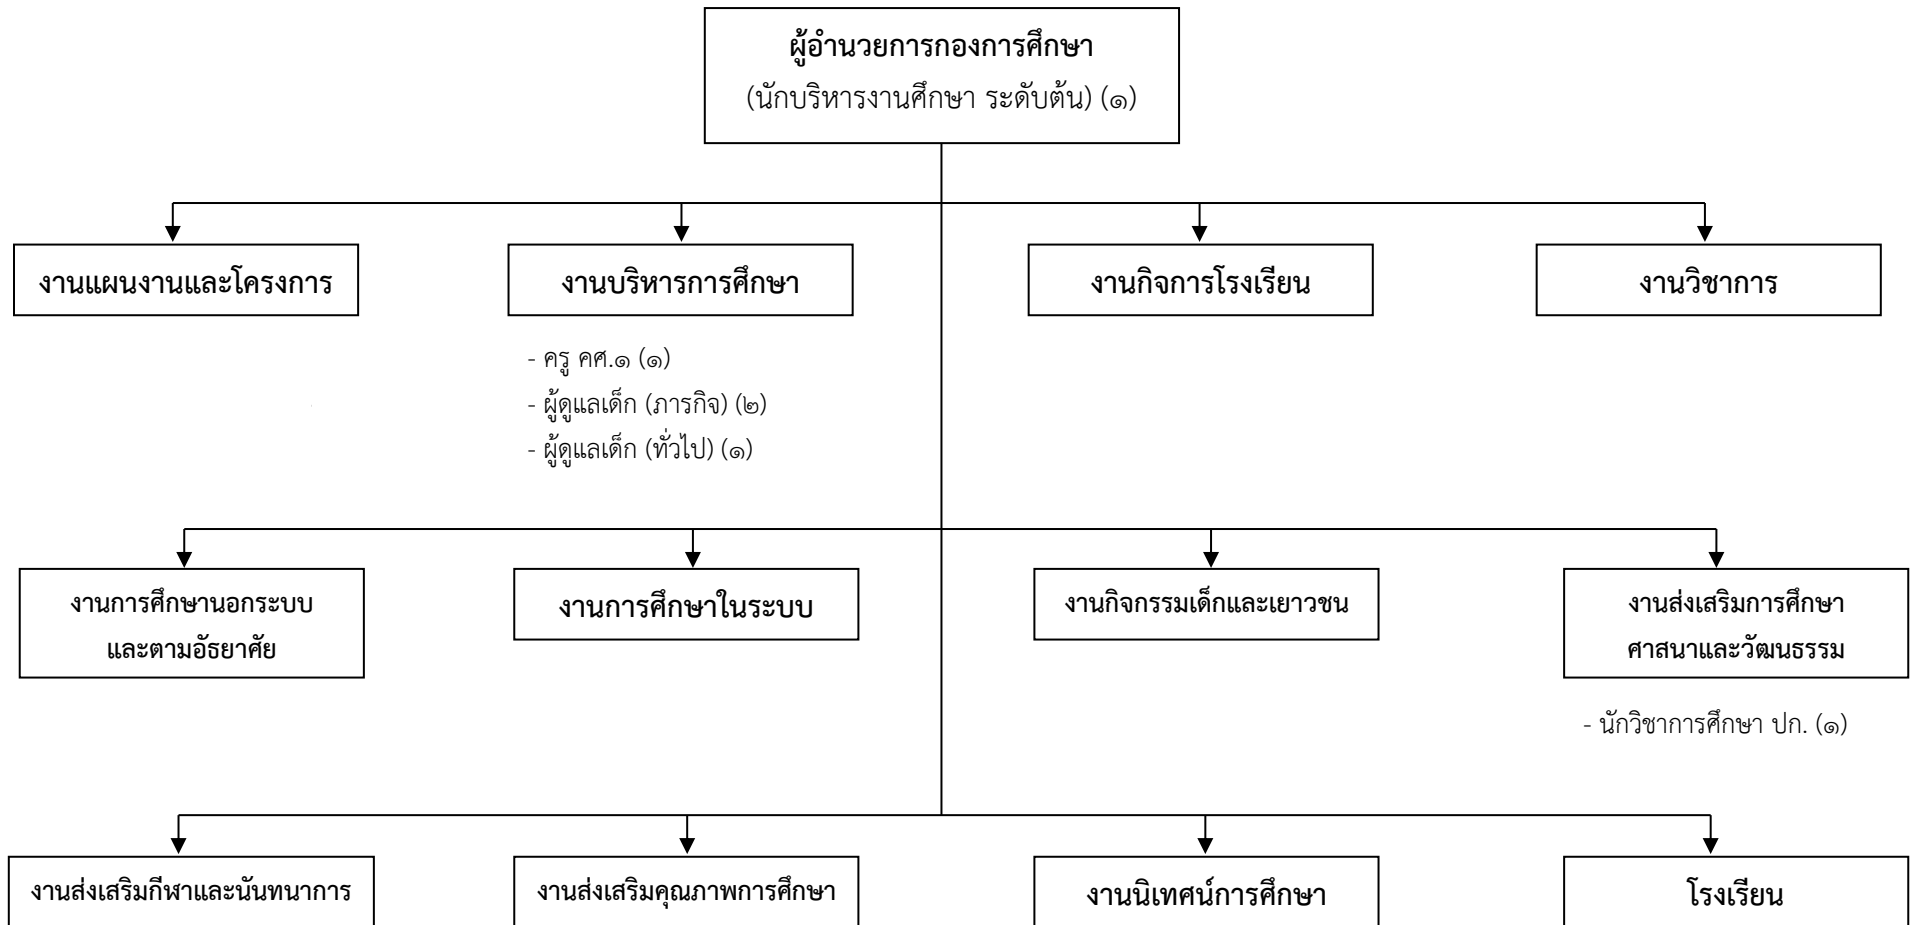 ผู้อำนวยการกองการศึกษา
(นักบริหารงานศึกษา ระดับต้น) (๑)
งานแผนงานและโครงการ
งานบริหารการศึกษา
งานกิจการโรงเรียน
งานวิชาการ
- ครู คศ.๑ (๑)
- ผู้ดูแลเด็ก (ภารกิจ) (๒)
- ผู้ดูแลเด็ก (ทั่วไป) (๑)
งานการศึกษานอกระบบ
และตามอัธยาศัย
งานการศึกษาในระบบ
งานกิจกรรมเด็กและเยาวชน
งานส่งเสริมการศึกษา
ศาสนาและวัฒนธรรม
- นักวิชาการศึกษา ปก. (๑)
งานส่งเสริมกีฬาและนันทนาการ
งานส่งเสริมคุณภาพการศึกษา
งานนิเทศน์การศึกษา
โรงเรียน